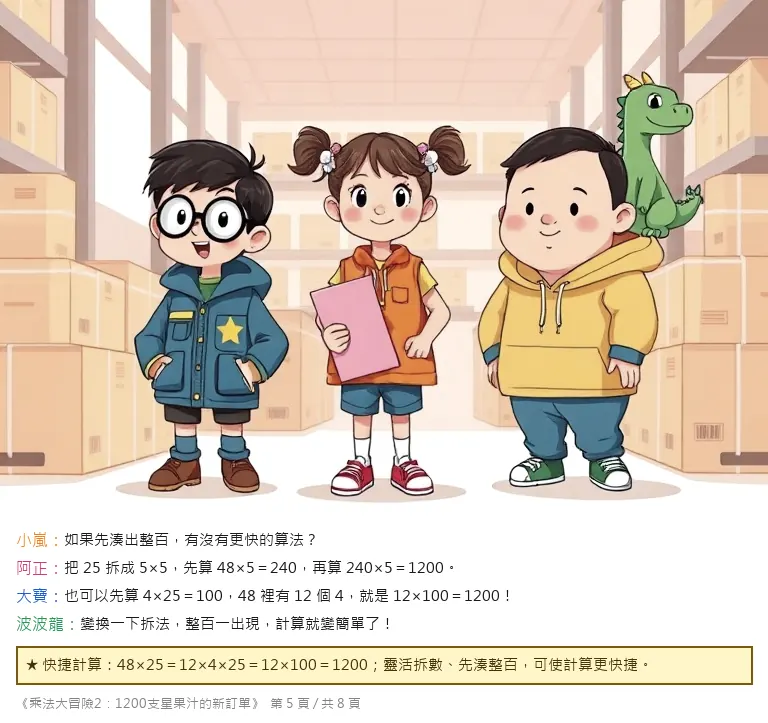 小嵐：如果先湊出整百，有沒有更快的算法？
阿正：把 25 拆成 5×5，先算 48×5＝240，再算 240×5＝1200。
大寶：也可以先算 4×25＝100，48 裡有 12 個 4，就是 12×100＝1200！
波波龍：變換一下拆法，整百一出現，計算就變簡單了！
★ 快捷計算：48×25＝12×4×25＝12×100＝1200；靈活拆數、先湊整百，可使計算更快捷。
《乘法大冒險2：1200支星果汁的新訂單》 第 5 頁 / 共 8 頁